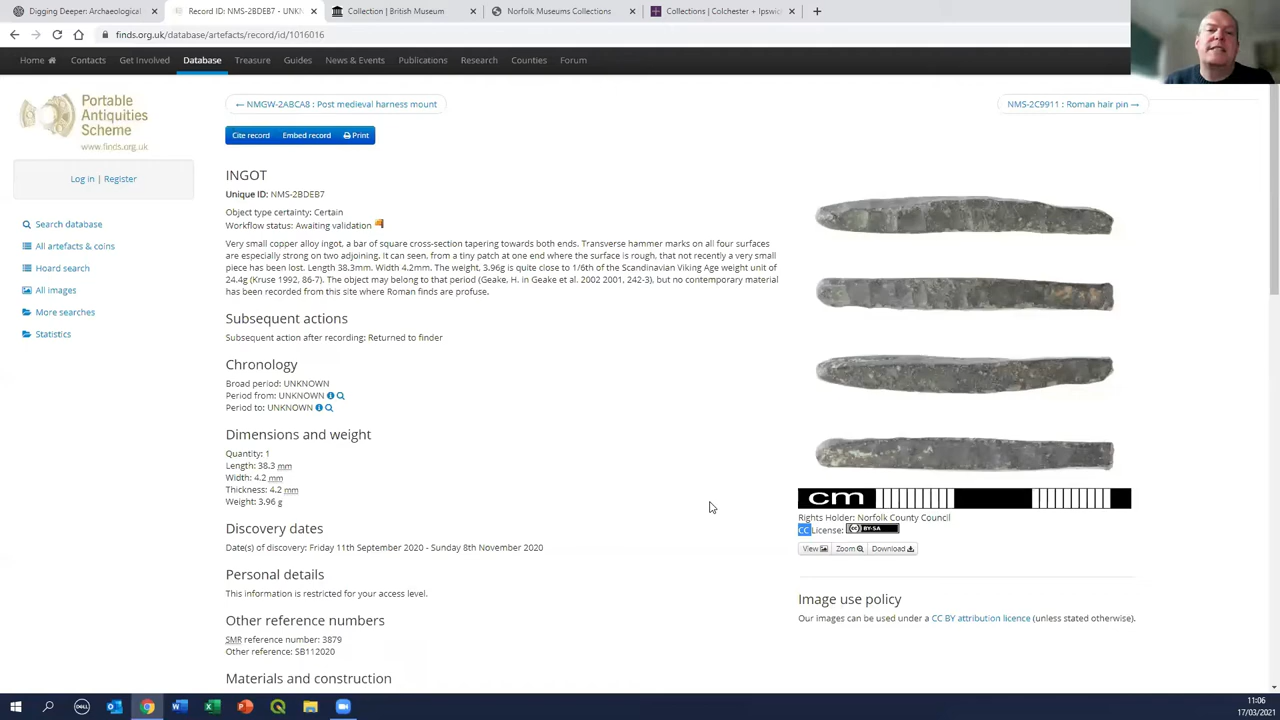 Digging Deeper: Archaeological
Record ID: NMS-2BDEB7 - UNKN
Collection | British Museum
Norfolk Museums Collections
Collections | Colchester + Ipswic
finds.org.uk/database/artefacts/record/id/1016016
Home Contacts Get Involved Database Treasure Guides News & Events Publications Research Counties Forum
Portable
Antiquities
Scheme
www.finds.org.uk
Log in | Register
Search database
All artefacts & coins
Hoard search
All images
More searches
Statistics
← NMGW-2ABCA8 : Post medieval harness mount
NMS-2C9911 : Roman hair pin →
Cite record Embed record Print
INGOT
Unique ID: NMS-2BDEB7
Object type certainty: Certain
Workflow status: Awaiting validation
Very small copper alloy ingot, a bar of square cross-section tapering towards both ends. Transverse hammer marks on all four surfaces
are especially strong on two adjoining. It can seen, from a tiny patch at one end where the surface is rough, that not recently a very small
piece has been lost. Length 38.3mm. Width 4.2mm. The weight, 3.96g is quite close to 1/6th of the Scandinavian Viking Age weight unit of
24.4g (Kruse 1992, 86-7). The object may belong to that period (Geake, H. in Geake et al. 2002 2001, 242-3), but no contemporary material
has been recorded from this site where Roman finds are profuse.
Subsequent actions
Subsequent action after recording: Returned to finder
Chronology
Broad period: UNKNOWN
Period from: UNKNOWN
Period to: UNKNOWN
Dimensions and weight
Quantity: 1
Length: 38.3 mm
Width: 4.2 mm
Thickness: 4.2 mm
Weight: 3.96 g
Discovery dates
Date(s) of discovery: Friday 11th September 2020 - Sunday 8th November 2020
Personal details
This information is restricted for your access level.
Other reference numbers
SMR reference number: 3879
Other reference: SB112020
Materials and construction
cm
Rights Holder: Norfolk County Council
CC License: CC BY-SA
View Zoom Download
Image use policy
Our images can be used under a CC BY attribution licence (unless stated otherwise).
DELL
11:06
17/03/2021